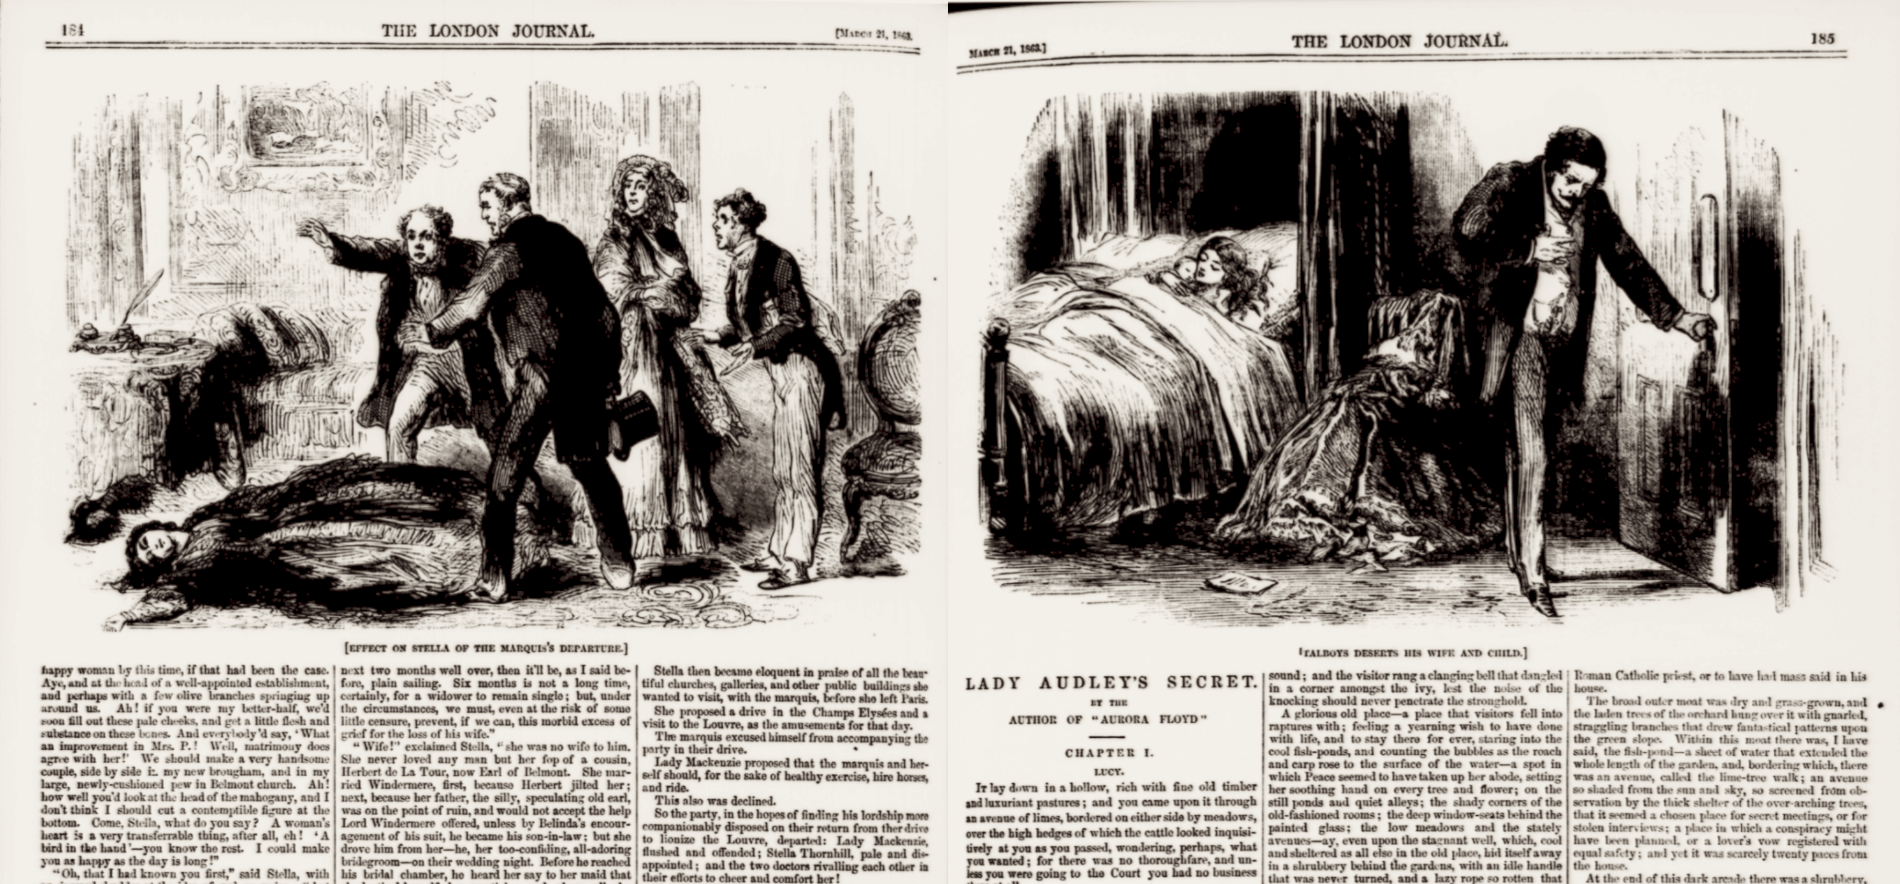 184
THE LONDON JOURNAL.
[MARCH 21, 1863.
[EFFECT ON STELLA OF THE MARQUIS'S DEPARTURE.]
happy woman by this time, if that had been the case.
Aye, and at the head of a well-appointed establishment,
and perhaps with a few olive branches springing up
around us. Ah! if you were my better-half, we'd
soon fill out these pale cheeks, and get a little flesh and
substance on these bones. And everybody'd say, 'What
an improvement in Mrs. P.! Well, matrimony does
agree with her!' We should make a very handsome
couple, side by side in my new brougham, and in my
large, newly-cushioned pew in Belmont church. Ah!
how well you'd look at the head of the mahogany, and I
don't think I should cut a contemptible figure at the
bottom. Come, Stella, what do you say? A woman's
heart is a very transferrable thing, after all, eh! 'A
bird in the hand'—you know the rest. I could make
you as happy as the day is long!"
"Oh, that I had known you first," said Stella, with
next two months well over, then it'll be, as I said be-
fore, plain sailing. Six months is not a long time,
certainly, for a widower to remain single; but, under
the circumstances, we must, even at the risk of some
little censure, prevent, if we can, this morbid excess of
grief for the loss of his wife."
"Wife!" exclaimed Stella, "she was no wife to him.
She never loved any man but her fop of a cousin,
Herbert de La Tour, now Earl of Belmont. She mar-
ried Windermere, first, because Herbert jilted her;
next, because her father, the silly, speculating old earl,
was on the point of ruin, and would not accept the help
Lord Windermere offered, unless by Belinda's encour-
agement of his suit, he became his son-in-law; but she
drove him from her—he, her too-confiding, all-adoring
bridegroom—on their wedding night. Before he reached
his bridal chamber, he heard her say to her maid that
Stella then became eloquent in praise of all the beau-
tiful churches, galleries, and other public buildings she
wanted to visit, with the marquis, before she left Paris.
She proposed a drive in the Champs Elysées and a
visit to the Louvre, as the amusements for that day.
The marquis excused himself from accompanying the
party in their drive.
Lady Mackenzie proposed that the marquis and her-
self should, for the sake of healthy exercise, hire horses,
and ride.
This also was declined.
So the party, in the hopes of finding his lordship more
companionably disposed on their return from their drive
to lionize the Louvre, departed: Lady Mackenzie,
flushed and offended; Stella Thornhill, pale and dis-
appointed; and the two doctors rivalling each other in
their efforts to cheer and comfort her!
MARCH 21, 1863.]
THE LONDON JOURNAL.
185
[TALBOYS DESERTS HIS WIFE AND CHILD.]
LADY AUDLEY'S SECRET.
BY THE
AUTHOR OF "AURORA FLOYD"
CHAPTER I.
LUCY.
IT lay down in a hollow, rich with fine old timber
and luxuriant pastures; and you came upon it through
an avenue of limes, bordered on either side by meadows,
over the high hedges of which the cattle looked inquisi-
tively at you as you passed, wondering, perhaps, what
you wanted; for there was no thoroughfare, and un-
less you were going to the Court you had no business
sound; and the visitor rang a clanging bell that dangled
in a corner amongst the ivy, lest the noise of the
knocking should never penetrate the stronghold.
A glorious old place—a place that visitors fell into
raptures with; feeling a yearning wish to have done
with life, and to stay there for ever, staring into the
cool fish-ponds, and counting the bubbles as the roach
and carp rose to the surface of the water—a spot in
which Peace seemed to have taken up her abode, setting
her soothing hand on every tree and flower; on the
still ponds and quiet alleys; the shady corners of the
old-fashioned rooms; the deep window-seats behind the
painted glass; the low meadows and the stately
avenues—ay, even upon the stagnant well, which, cool
and sheltered as all else in the old place, hid itself away
in a shrubbery behind the gardens, with an idle handle
that was never turned, and a lazy rope so rotten that
Roman Catholic priest, or to have had mass said in his
house.
The broad outer moat was dry and grass-grown, and
the laden trees of the orchard hung over it with gnarled,
straggling branches that drew fantastical patterns upon
the green slope. Within this moat there was, I have
said, the fish-pond—a sheet of water that extended the
whole length of the garden, and, bordering which, there
was an avenue, called the lime-tree walk; an avenue
so shaded from the sun and sky, so screened from ob-
servation by the thick shelter of the over-arching trees,
that it seemed a chosen place for secret meetings, or for
stolen interviews; a place in which a conspiracy might
have been planned, or a lover's vow registered with
equal safety; and yet it was scarcely twenty paces from
the house.
At the end of this dark arcade there was a shrubbery,